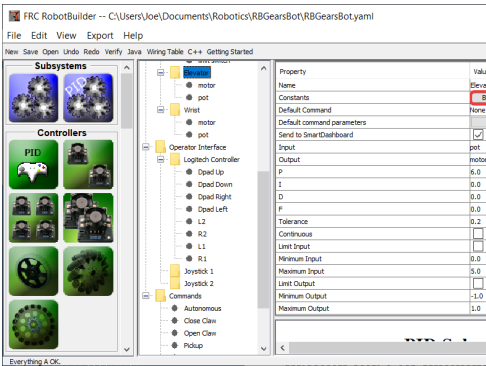 FRC RobotBuilder -- C:\Users\Joe\Documents\Robotics\RBGearsBot\RBGearsBot.yaml
File Edit View Export Help
New Save Open Undo Redo Verify Java Wiring Table C++ Getting Started
Subsystems
PID
Controllers
PID
Elevator
motor
pot
Wrist
motor
pot
Operator Interface
Logitech Controller
Dpad Up
Dpad Down
Dpad Right
Dpad Left
L2
R2
L1
R1
Joystick 1
Joystick 2
Commands
Autonomous
Close Claw
Open Claw
Pickup
Property Valu
Name Eleva
Constants B
Default Command None
Default command parameters
Send to SmartDashboard
Input pot
Output motor
P 6.0
I 0.0
D 0.0
F 0.0
Tolerance 0.2
Continuous
Limit Input
Minimum Input 0.0
Maximum Input 5.0
Limit Output
Minimum Output -1.0
Maximum Output 1.0
Everything A OK.